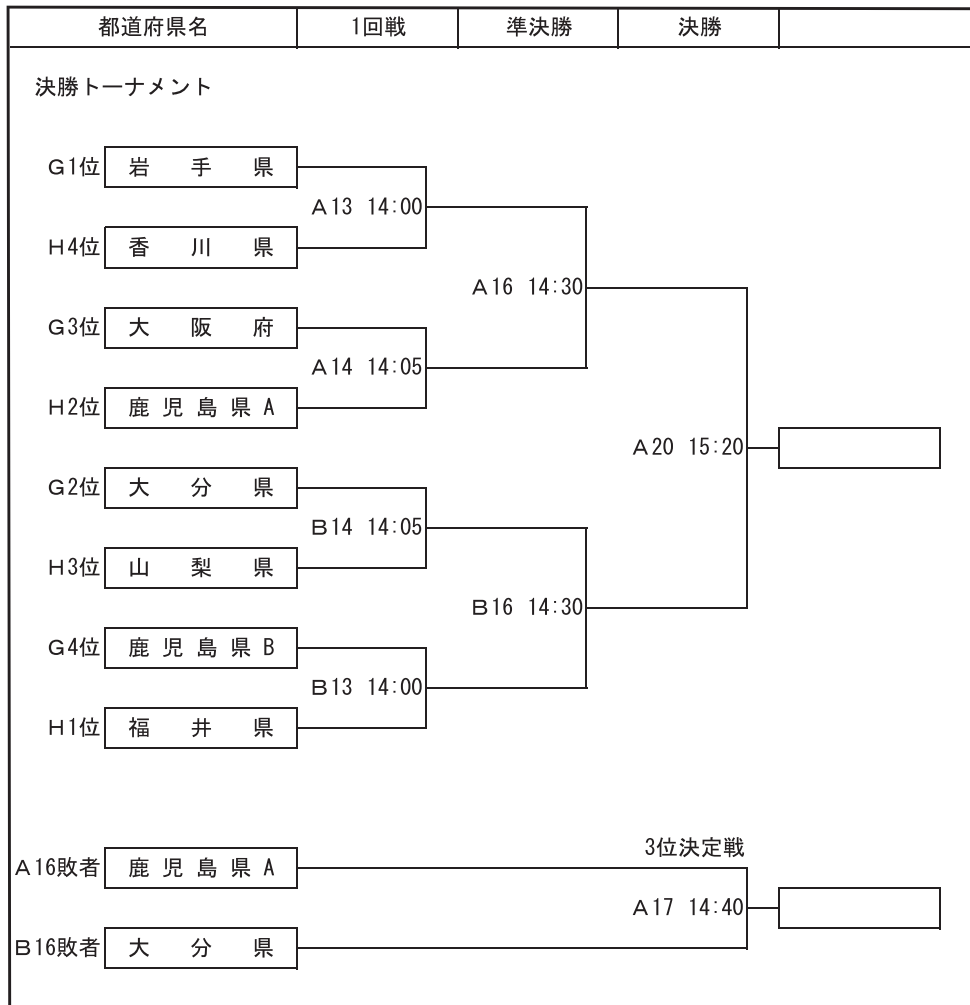 都道府県名 1回戦 準決勝 決勝
決勝トーナメント
G1位 岩手県
A13 14:00
H4位 香川県
A16 14:30
G3位 大阪府
A14 14:05
H2位 鹿児島県A
A20 15:20
G2位 大分県
B14 14:05
H3位 山梨県
B16 14:30
G4位 鹿児島県B
B13 14:00
H1位 福井県
3位決定戦
A16敗者 鹿児島県A
A17 14:40
B16敗者 大分県